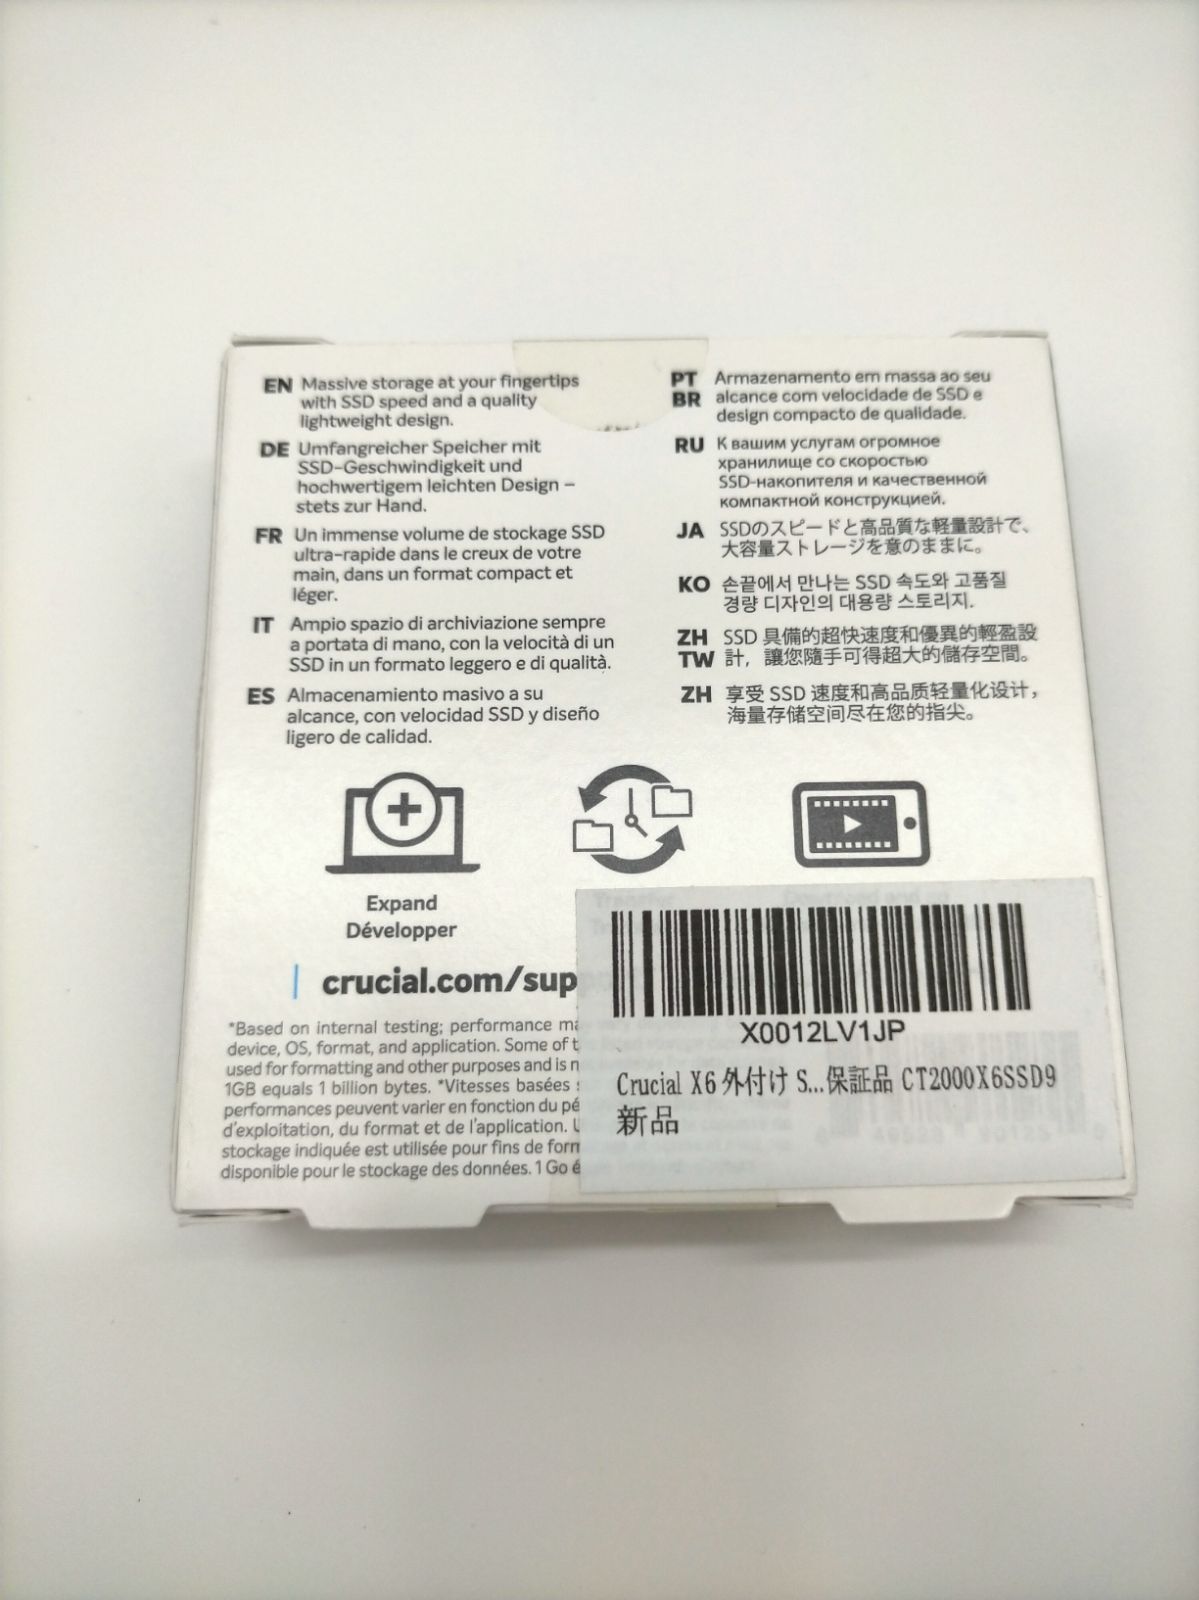 EN Massive storage at your fingertips
with SSD speed and a quality
lightweight design.
DE Umfangreicher Speicher mit
SSD-Geschwindigkeit und
hochwertigem leichten Design –
stets zur Hand.
FR Un immense volume de stockage SSD
ultra-rapide dans le creux de votre
main, dans un format compact et
léger.
IT Ampio spazio di archiviazione sempre
a portata di mano, con la velocità di un
SSD in un formato leggero e di qualità.
ES Almacenamiento masivo a su
alcance, con velocidad SSD y diseño
ligero de calidad.
PT Armazenamento em massa ao seu
BR alcance com velocidade de SSD e
design compacto de qualidade.
RU К вашим услугам огромное
хранилище со скоростью
SSD-накопителя и качественной
компактной конструкцией.
JA SSDのスピードと高品質な軽量設計で、
大容量ストレージを意のままに。
KO 손끝에서 만나는 SSD 속도와 고품질
경량 디자인의 대용량 스토리지.
ZH SSD 具備的超快速度和優異的輕盈設
TW 計，讓您隨手可得超大的儲存空間。
ZH 享受 SSD 速度和高品质轻量化设计，
海量存储空间尽在您的指尖。
Expand
Développer
crucial.com/sup
*Based on internal testing; performance ma
device, OS, format, and application. Some of t
used for formatting and other purposes and is n
1GB equals 1 billion bytes. *Vitesses basées
performances peuvent varier en fonction du pé
d'exploitation, du format et de l'application. U
stockage indiquée est utilisée pour fins de form
disponible pour le stockage des données. 1 Go é
X0012LV1JP
Crucial X6 外付け S...保証品 CT2000X6SSD9
新品